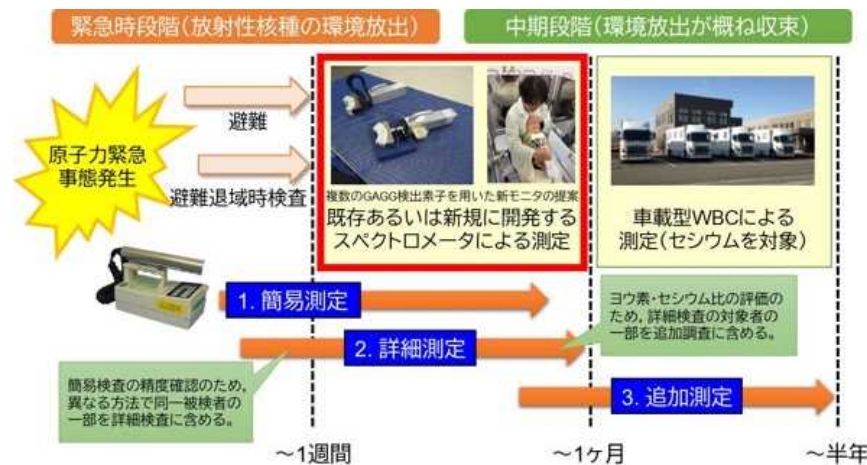 緊急時段階(放射性核種の環境放出)
中期段階(環境放出が概ね収束)
原子力緊急
事態発生
避難
避難退域時検査
複数のGAGG検出素子を用いた新モニタの提案
既存あるいは新規に開発する
スペクトロメータによる測定
車載型WBCによる
測定(セシウムを対象)
1. 簡易測定
ヨウ素・セシウム比の評価の
ため,詳細検査の対象者の
一部を追加調査に含める。
2. 詳細測定
簡易検査の精度確認のため,
異なる方法で同一被検者の
一部を詳細検査に含める。
3. 追加測定
~1週間
~1ヶ月
~半年